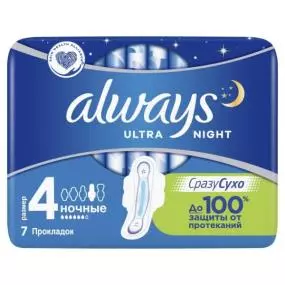 always
ULTRA NIGHT
размер
4
ночные
7 Прокладок
СразуСухо
До 100%
защиты от
протеканий